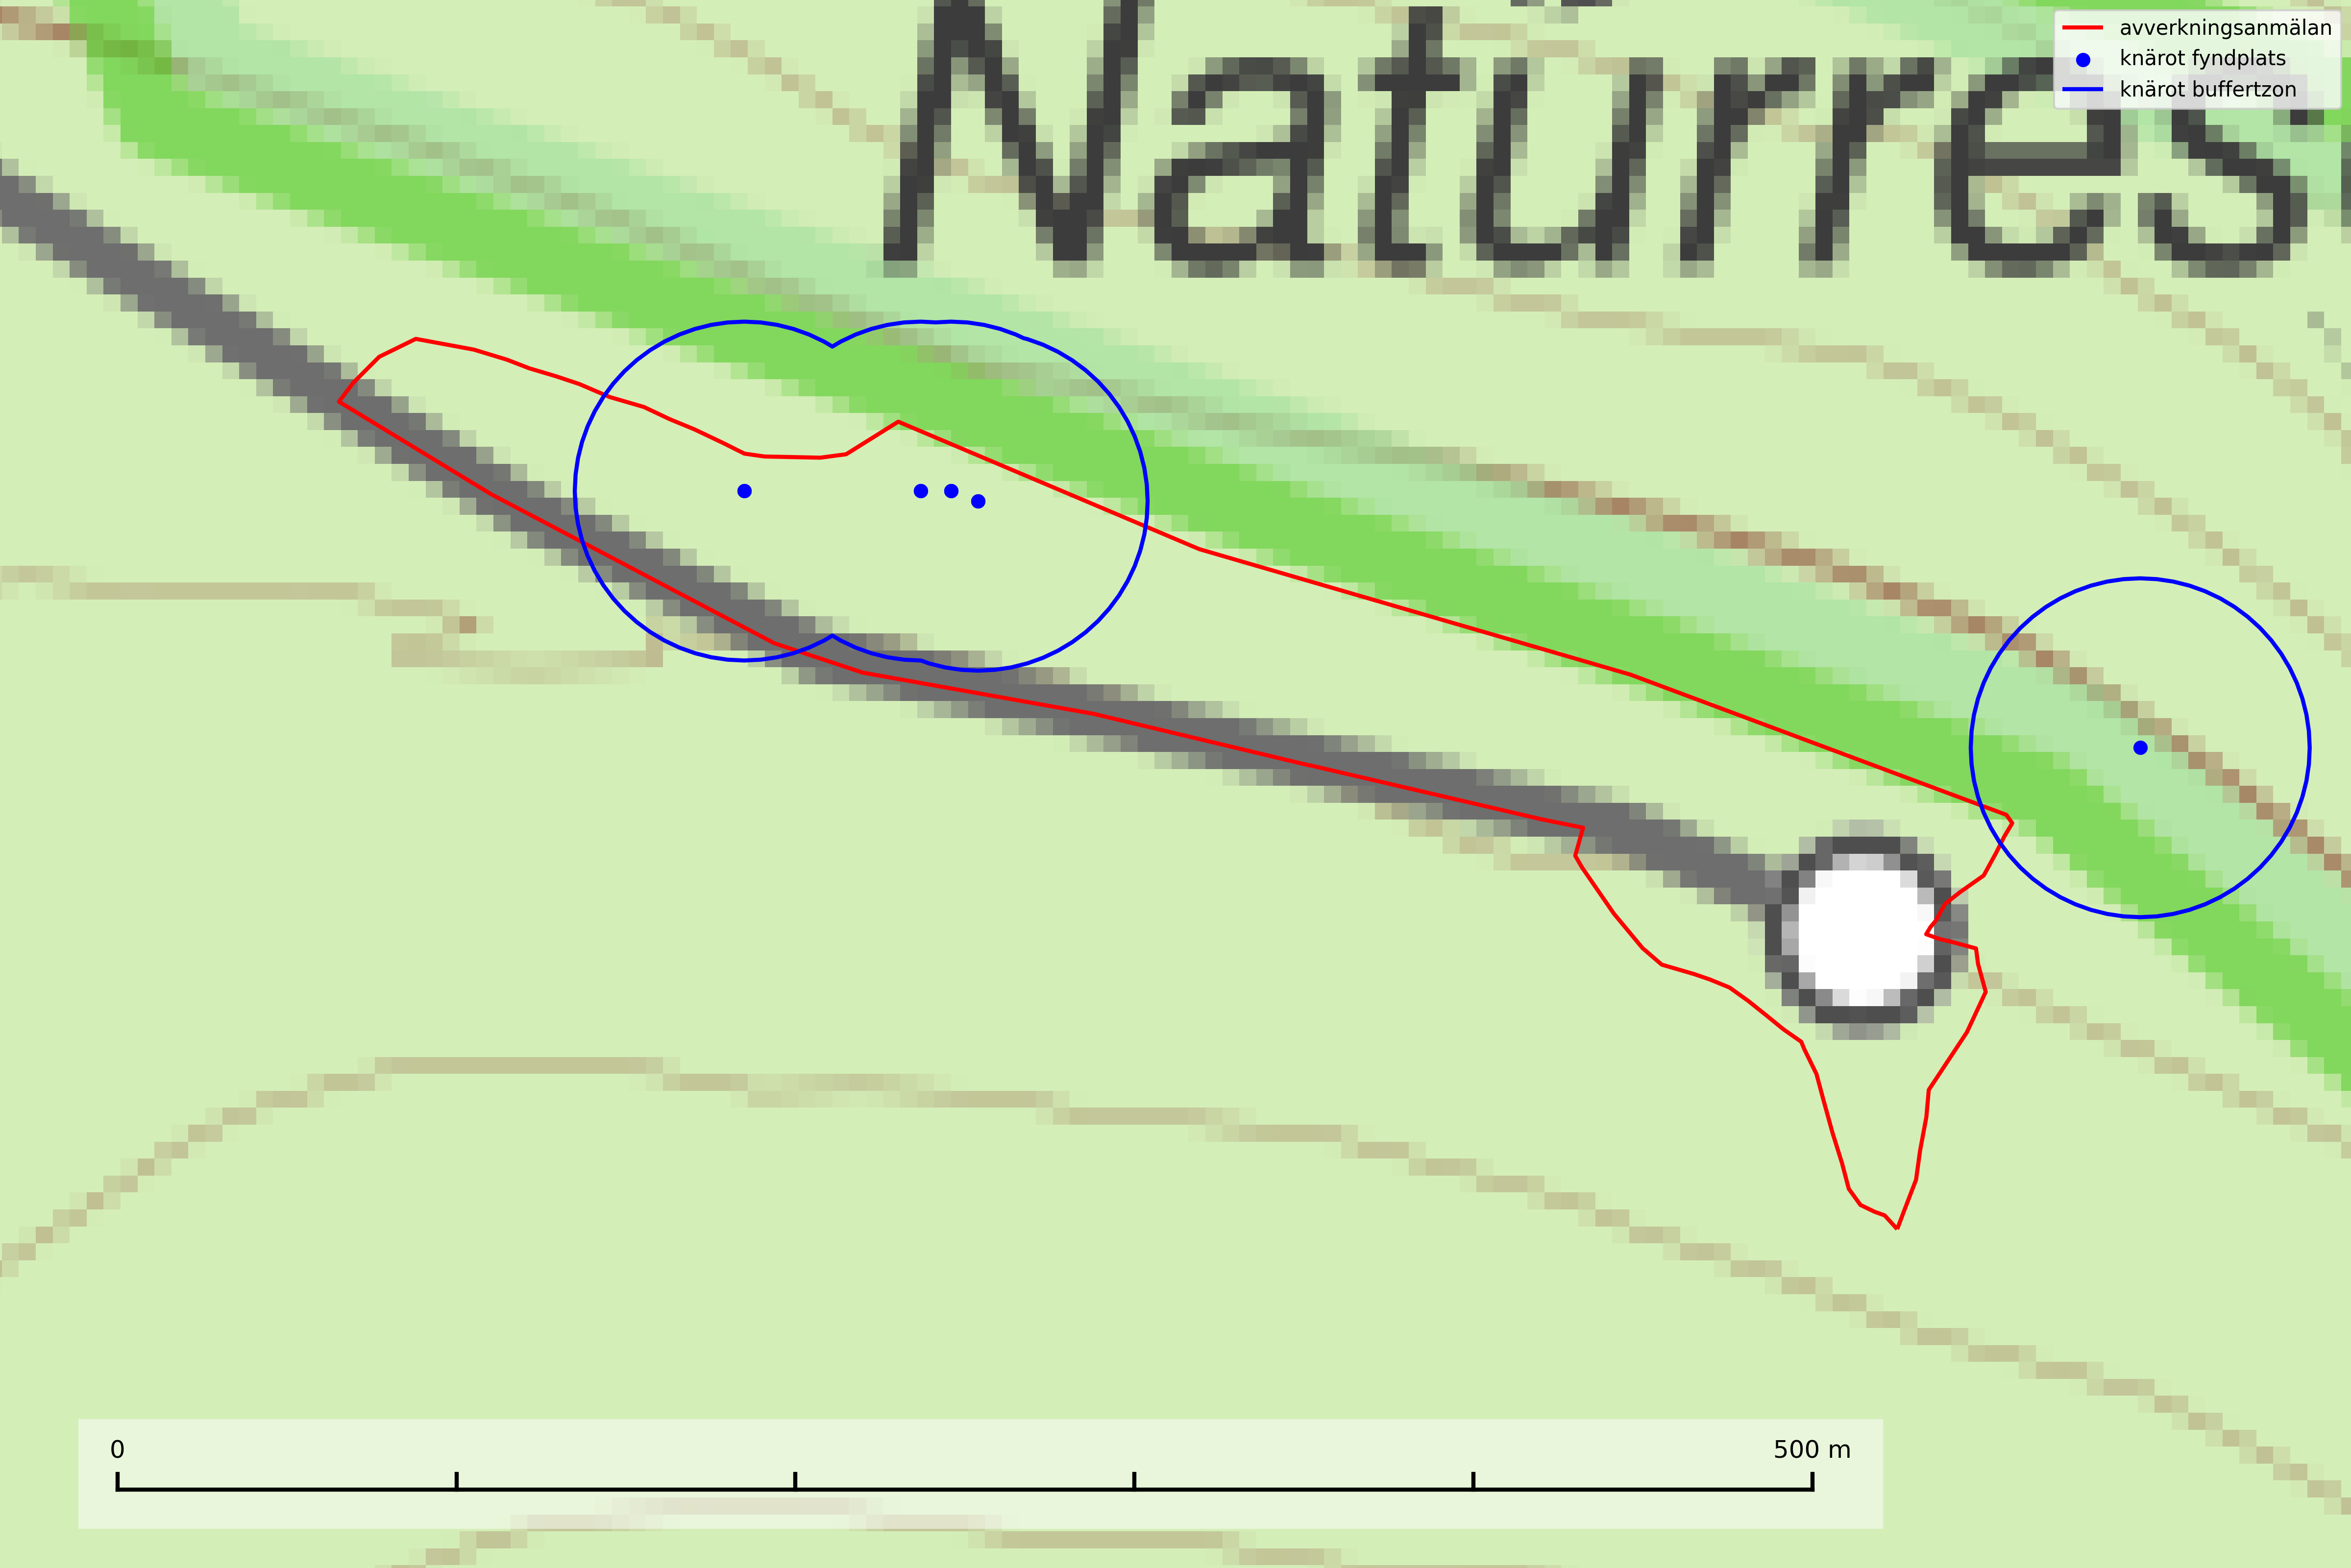 Naturres
avverkningsanmälan
knärot fyndplats
knärot buffertzon
0
500 m